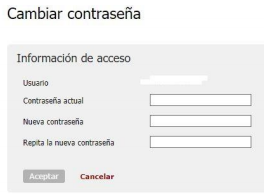 Cambiar contraseña
Información de acceso
Usuario
Contraseña actual
Nueva contraseña
Repita la nueva contraseña
Aceptar Cancelar